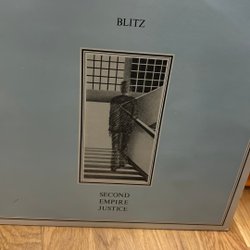 BLITZ
SECOND
EMPIRE
JUSTICE